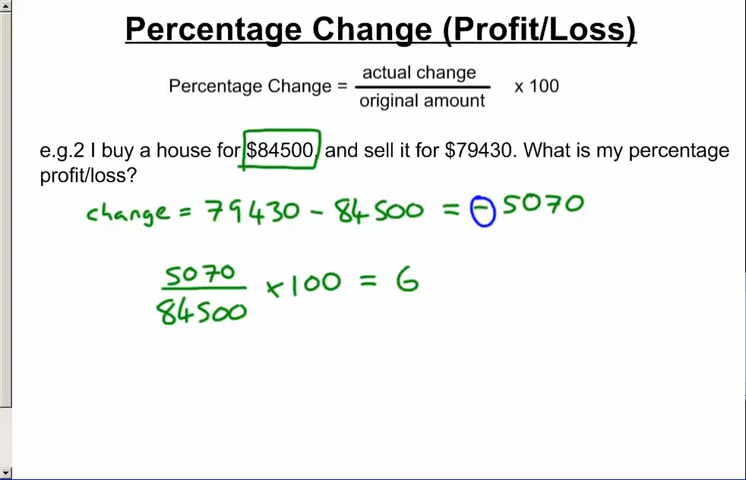 Percentage Change (Profit/Loss)
Percentage Change = actual change / original amount x 100
e.g.2 I buy a house for $84500, and sell it for $79430. What is my percentage
profit/loss?
change = 79430 - 84500 = -5070
5070 / 84500 x 100 = 6